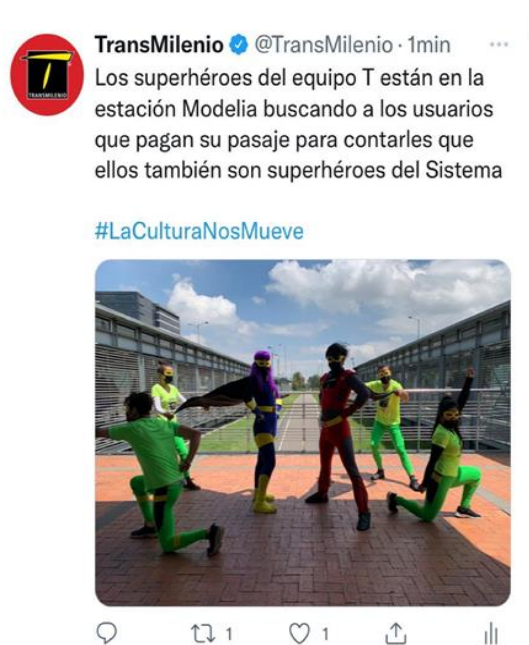 TransMilenio @TransMilenio · 1min
Los superhéroes del equipo T están en la
estación Modelia buscando a los usuarios
que pagan su pasaje para contarles que
ellos también son superhéroes del Sistema
#LaCulturaNosMueve
T
TRANSMILENIO
1
1